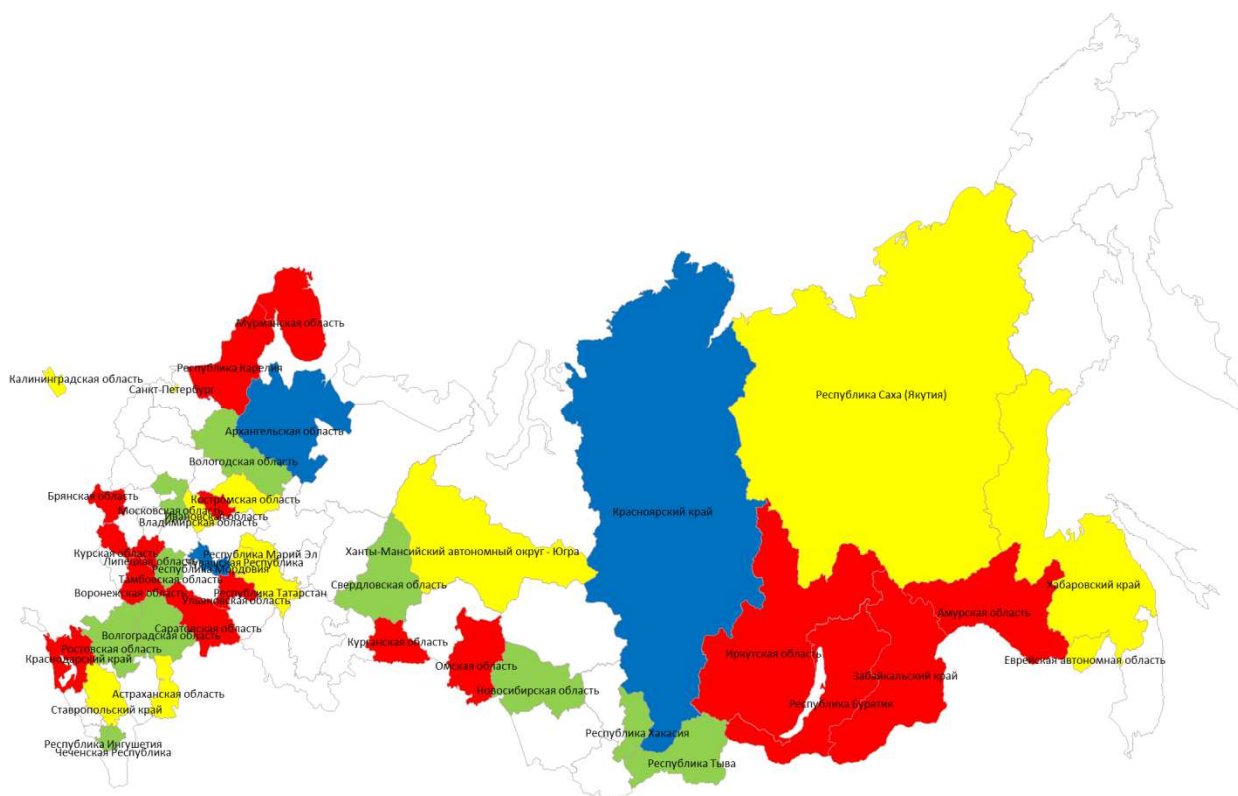 Мурманская область
Республика Карелия
Калининградская область
Санкт-Петербург
Республика Саха (Якутия)
Архангельская область
Вологодская область
Брянская область
Костромская область
Московская область
Ивановская область
Владимирская область
Красноярский край
Курская область
Республика Марий Эл
Ханты-Мансийский автономный округ - Югра
Липецкая область
Чувашская Республика
Республика Мордовия
Тамбовская область
Свердловская область
Хабаровский край
Воронежская область
Республика Татарстан
Ульяновская область
Амурская область
Саратовская область
Волгоградская область
Курганская область
Ростовская область
Краснодарский край
Иркутская область
Еврейская автономная область
Омская область
Забайкальский край
Астраханская область
Новосибирская область
Ставропольский край
Республика Бурятия
Республика Хакасия
Республика Ингушетия
Чеченская Республика
Республика Тыва